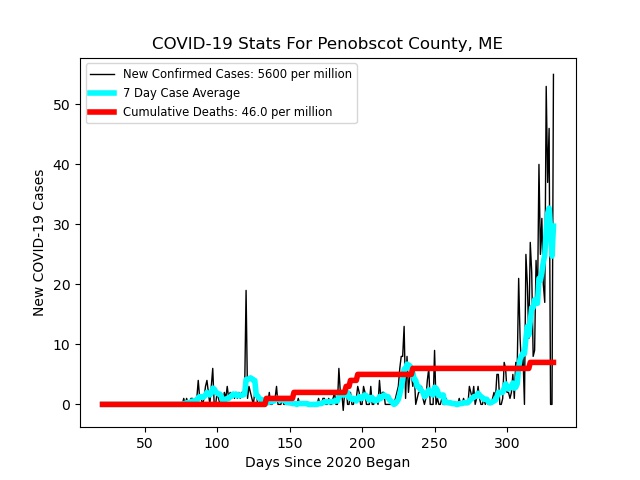 COVID-19 Stats For Penobscot County, ME
New Confirmed Cases: 5600 per million
7 Day Case Average
Cumulative Deaths: 46.0 per million
New COVID-19 Cases
50
40
30
20
10
0
50 100 150 200 250 300
Days Since 2020 Began